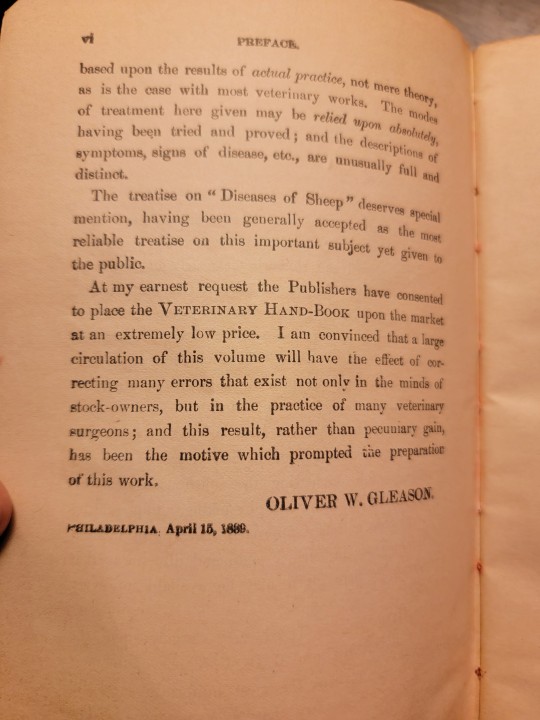 vi
PREFACE.
based upon the results of actual practice, not mere theory,
as is the case with most veterinary works. The modes
of treatment here given may be relied upon absolutely,
having been tried and proved; and the descriptions of
symptoms, signs of disease, etc., are unusually full and
distinct.
The treatise on “Diseases of Sheep” deserves special
mention, having been generally accepted as the most
reliable treatise on this important subject yet given to
the public.
At my earnest request the Publishers have consented
to place the VETERINARY HAND-BOOK upon the market
at an extremely low price. I am convinced that a large
circulation of this volume will have the effect of cor-
recting many errors that exist not only in the minds of
stock-owners, but in the practice of many veterinary
surgeons; and this result, rather than pecuniary gain,
has been the motive which prompted the preparation
of this work.
OLIVER W. GLEASON.
PHILADELPHIA, April 15, 1889.